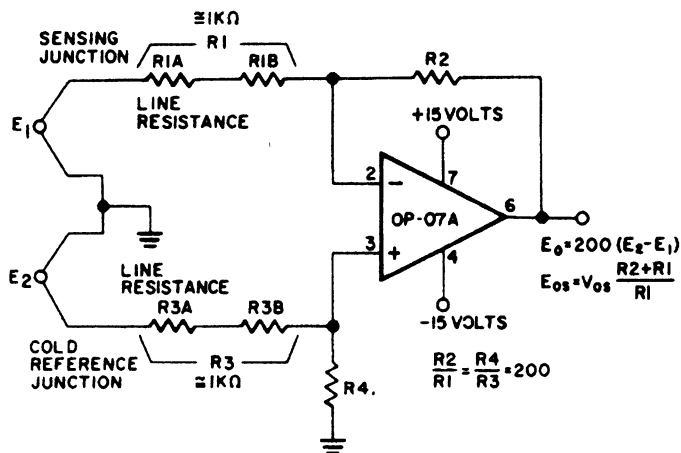 ≅1KΩ
R1
SENSING
JUNCTION
R1A
R1B
R2
LINE
RESISTANCE
+15 VOLTS
E1
2
−
7
OP-07A
6
3
+
4
E0=200 (E2−E1)
EOS=VOS R2+R1
R1
E2
LINE
RESISTANCE
R3A
R3B
−15 VOLTS
COLD
REFERENCE
JUNCTION
R3
≅1KΩ
R4.
R2/R1 = R4/R3 = 200